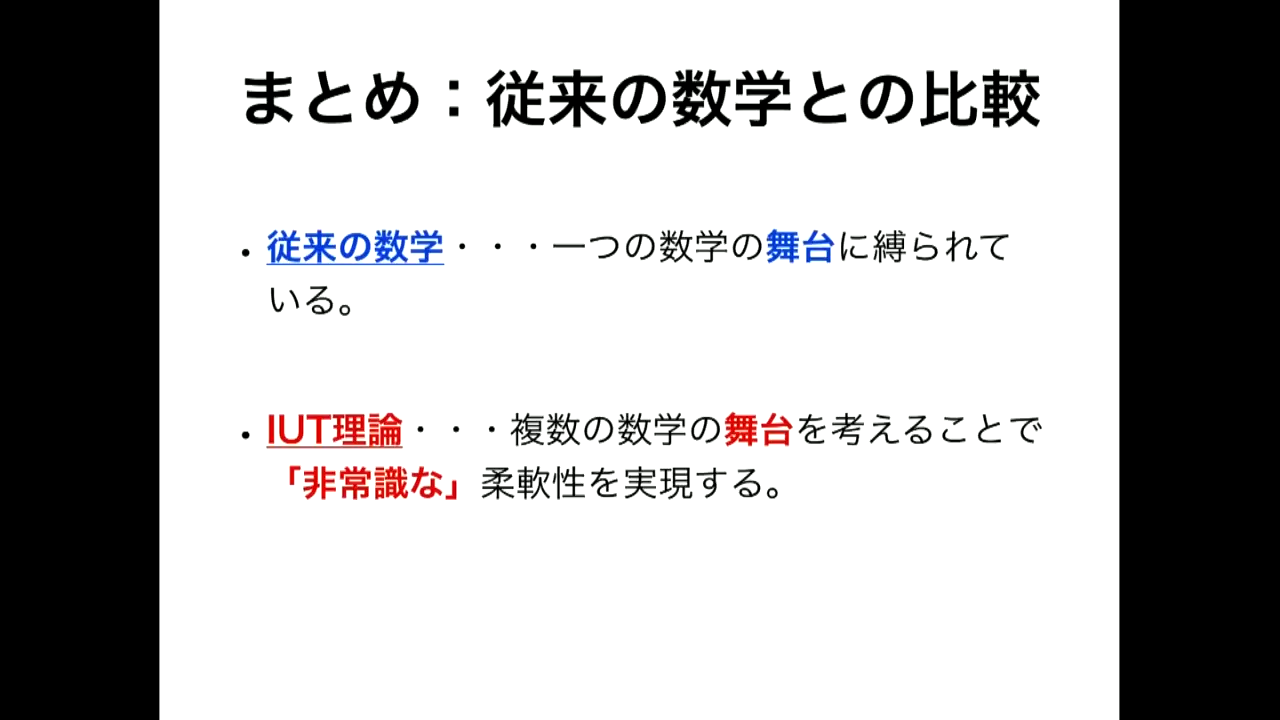 まとめ：従来の数学との比較
・従来の数学・・・一つの数学の舞台に縛られて
いる。
・IUT理論・・・複数の数学の舞台を考えることで
「非常識な」柔軟性を実現する。